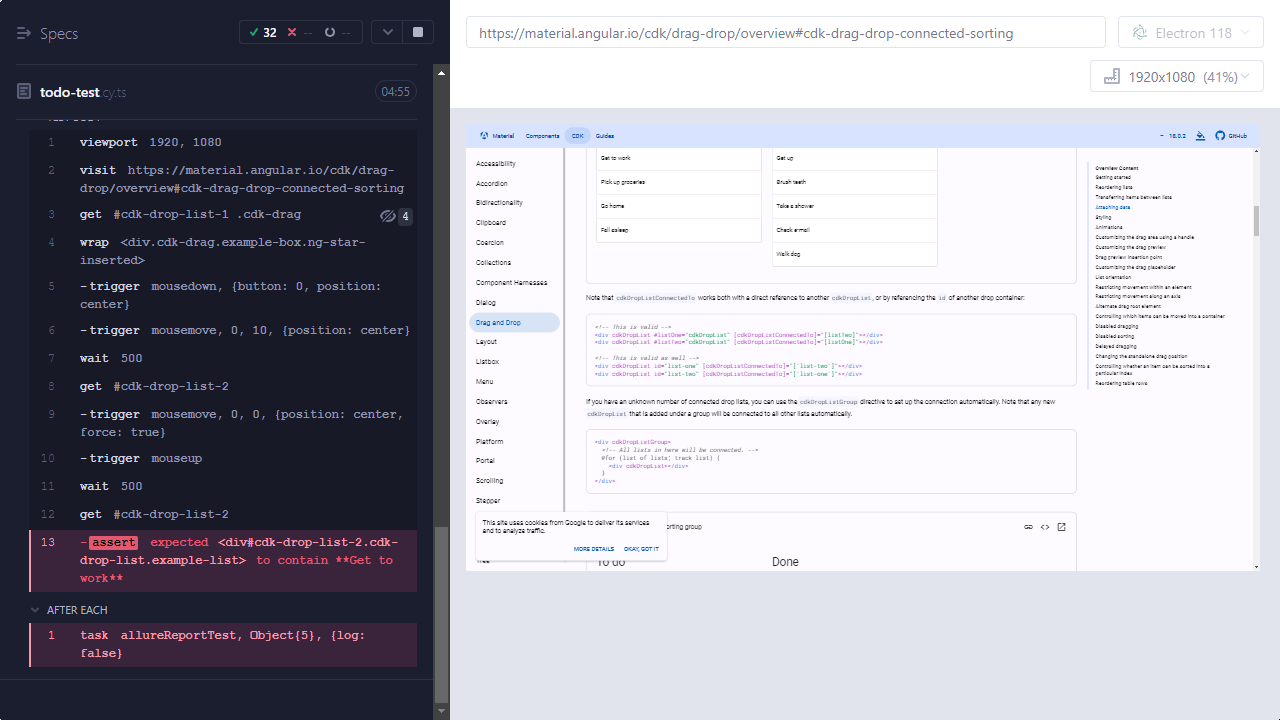 Specs
32
--
--
todo-test.cy.ts
04:55
1 viewport 1920, 1080
2 visit https://material.angular.io/cdk/drag-
drop/overview#cdk-drag-drop-connected-sorting
3 get #cdk-drop-list-1 .cdk-drag 4
4 wrap <div.cdk-drag.example-box.ng-star-
inserted>
5 -trigger mousedown, {button: 0, position:
center}
6 -trigger mousemove, 0, 10, {position: center}
7 wait 500
8 get #cdk-drop-list-2
9 -trigger mousemove, 0, 0, {position: center,
force: true}
10 -trigger mouseup
11 wait 500
12 get #cdk-drop-list-2
13 -assert expected <div#cdk-drop-list-2.cdk-
drop-list.example-list> to contain **Get to
work**
AFTER EACH
1 task allureReportTest, Object{5}, {log:
false}
https://material.angular.io/cdk/drag-drop/overview#cdk-drag-drop-connected-sorting
Electron 118
1920x1080 (41%)
Material
Components
CDK
Guides
18.0.2
GitHub
Accessibility
Accordion
Bidirectionality
Clipboard
Coercion
Collections
Component Harnesses
Dialog
Drag and Drop
Layout
Listbox
Menu
Observers
Overlay
Platform
Portal
Scrolling
Stepper
Tree
Get to work
Pick up groceries
Go home
Fall asleep
Get up
Brush teeth
Take a shower
Check e-mail
Walk dog
Note that cdkDropListConnectedTo works both with a direct reference to another cdkDropList, or by referencing the id of another drop container:
<!-- This is valid -->
<div cdkDropList #listOne="cdkDropList" [cdkDropListConnectedTo]="[listTwo]"></div>
<div cdkDropList #listTwo="cdkDropList" [cdkDropListConnectedTo]="[listOne]"></div>
<!-- This is valid as well -->
<div cdkDropList id="list-one" [cdkDropListConnectedTo]="['list-two']"></div>
<div cdkDropList id="list-two" [cdkDropListConnectedTo]="['list-one']"></div>
If you have an unknown number of connected drop lists, you can use the cdkDropListGroup directive to set up the connection automatically. Note that any new
cdkDropList that is added under a group will be connected to all other lists automatically.
<div cdkDropListGroup>
<!-- All lists in here will be connected. -->
@for (list of lists; track list) {
<div cdkDropList></div>
}
</div>
orting group
To do
Done
This site uses cookies from Google to deliver its services
and to analyze traffic.
MORE DETAILS
OKAY, GOT IT
Overview Content
Getting started
Reordering lists
Transferring items between lists
Attaching data
Styling
Animations
Customizing the drag area using a handle
Customizing the drag preview
Drag preview insertion point
Customizing the drag placeholder
List orientation
Restricting movement within an element
Restricting movement along an axis
Alternate drag root element
Controlling which items can be moved into a container
Disabled dragging
Disabled sorting
Delayed dragging
Changing the standalone drag position
Controlling whether an item can be sorted into a
particular index
Reordering table rows